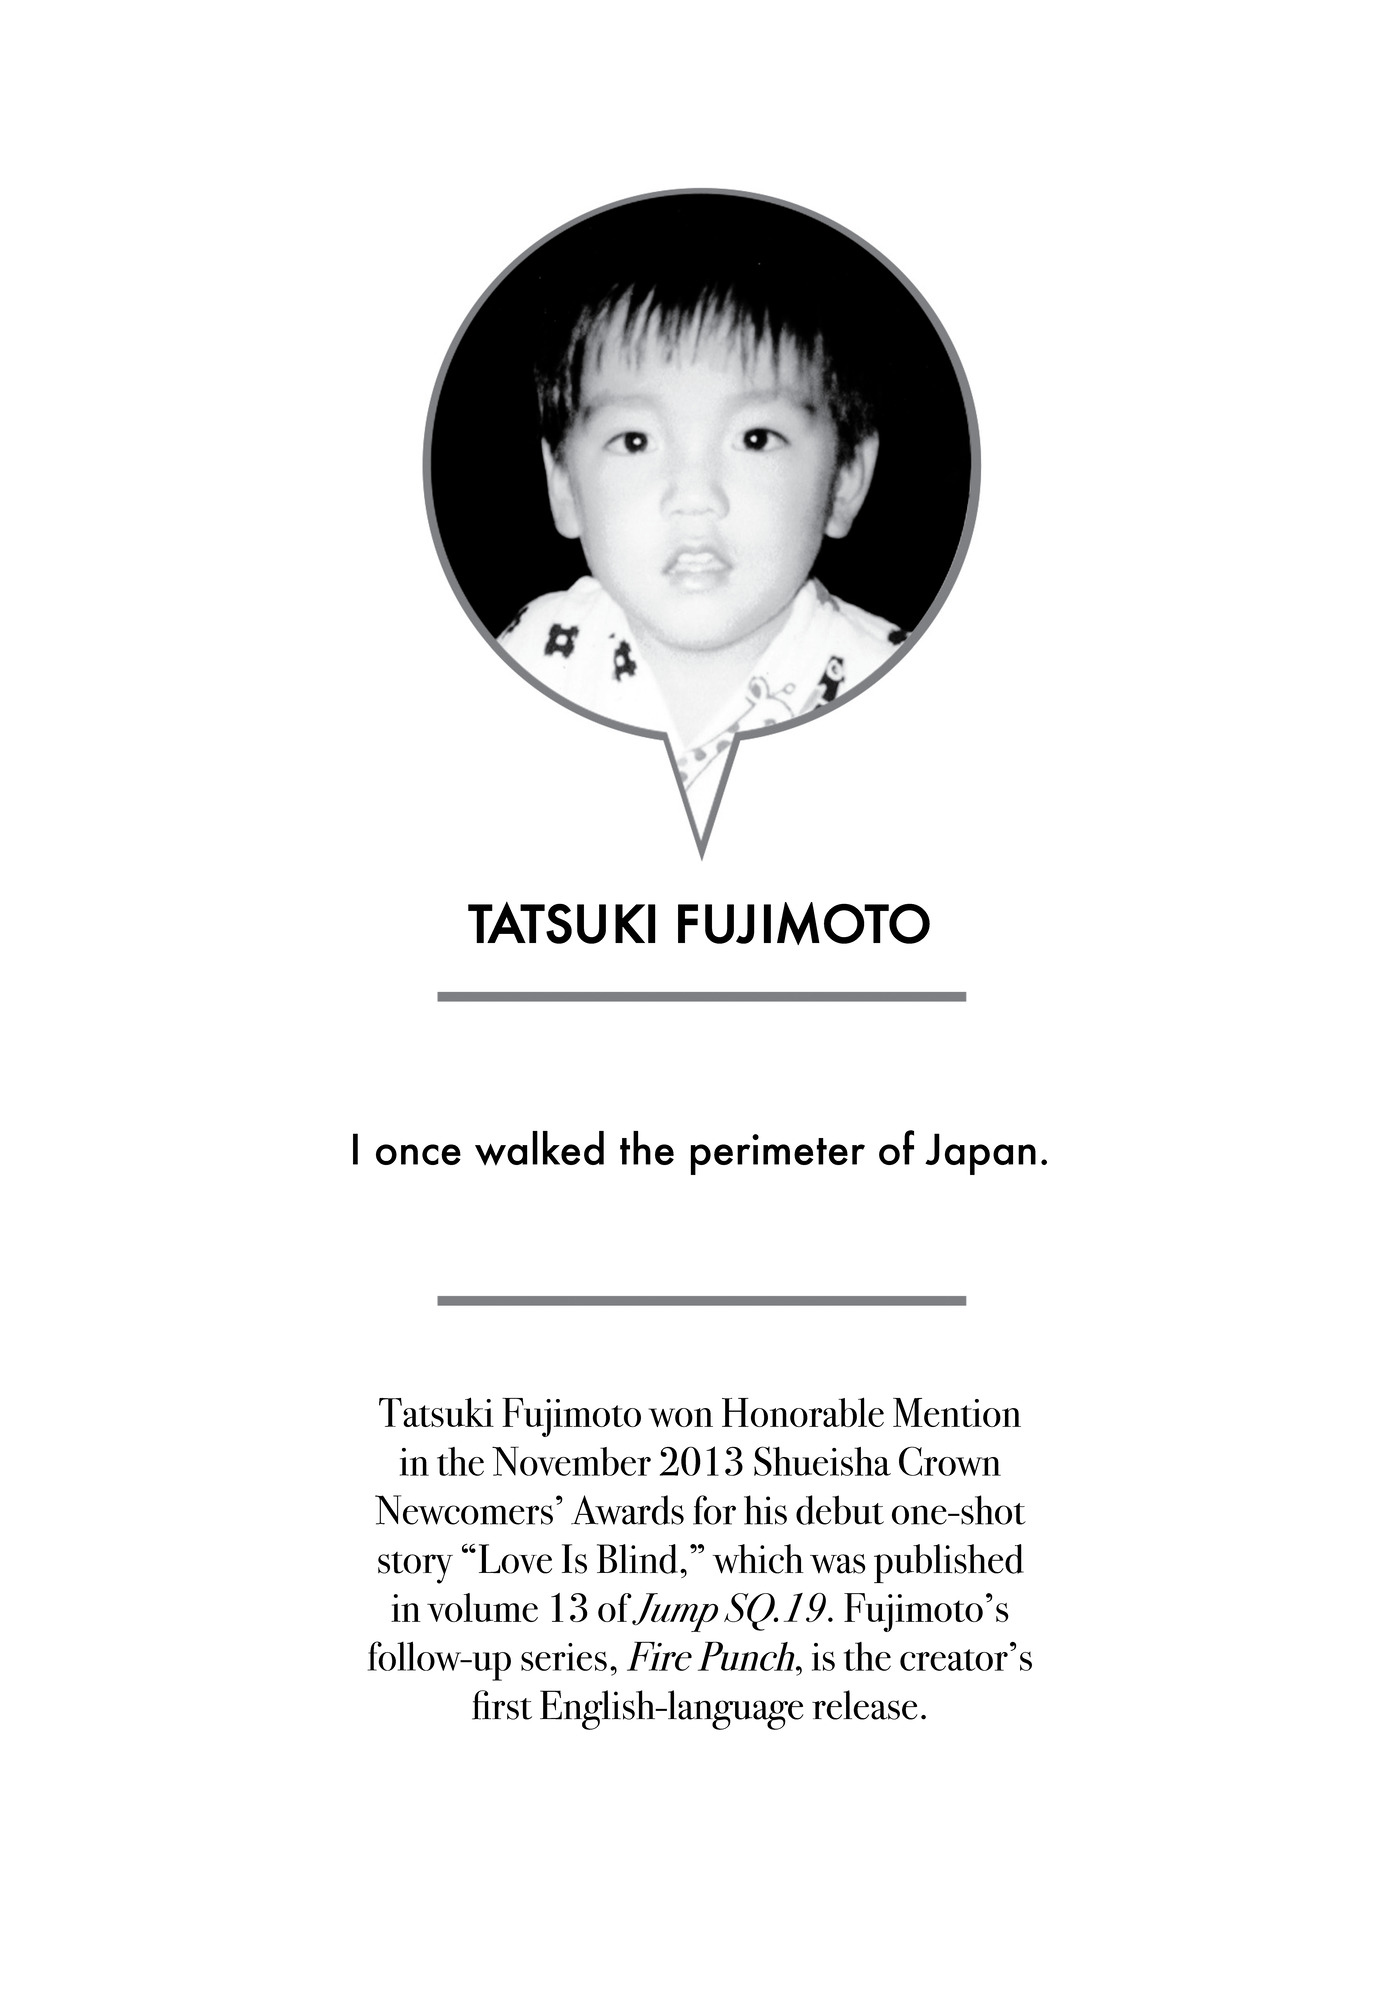 TATSUKI FUJIMOTO
I once walked the perimeter of Japan.
Tatsuki Fujimoto won Honorable Mention
in the November 2013 Shueisha Crown
Newcomers’ Awards for his debut one-shot
story “Love Is Blind,” which was published
in volume 13 of Jump SQ.19. Fujimoto’s
follow-up series, Fire Punch, is the creator’s
first English-language release.